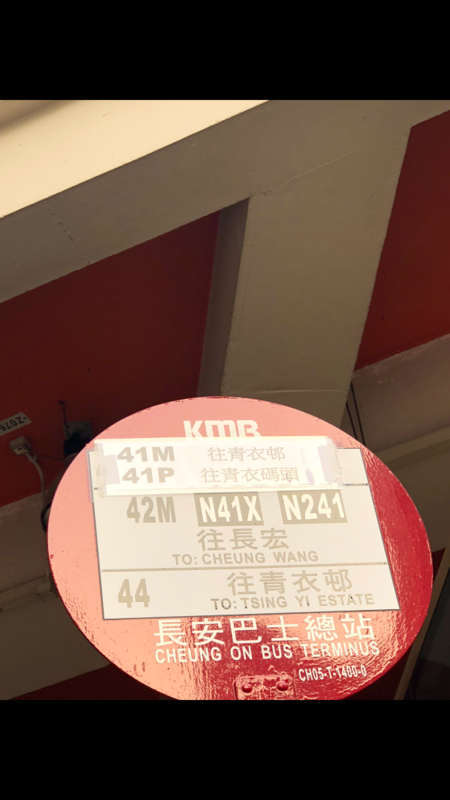 KMB
41M 往青衣邨
41P 往青衣碼頭
42M N41X N241
往長宏
TO: CHEUNG WANG
44 往青衣邨
TO: TSING YI ESTATE
長安巴士總站
CHEUNG ON BUS TERMINUS
CH05-T-1400-0